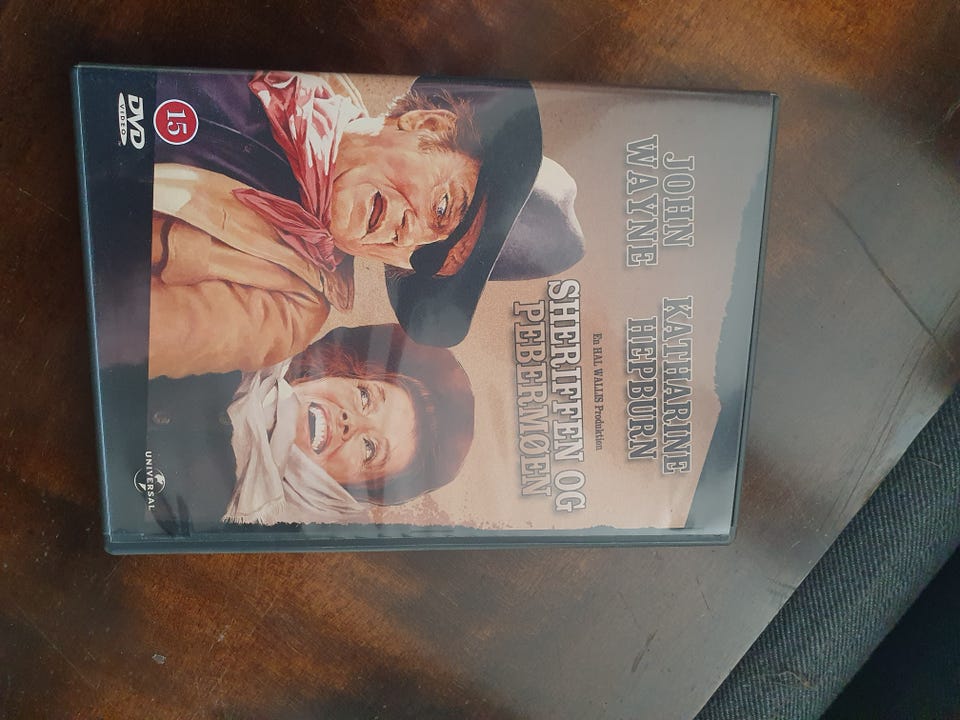 JOHN
WAYNE
KATHARINE
HEPBURN
En HAL WALLIS Produktion
SHERIFFEN OG
PEBERMØEN
15
DVD
VIDEO
UNIVERSAL